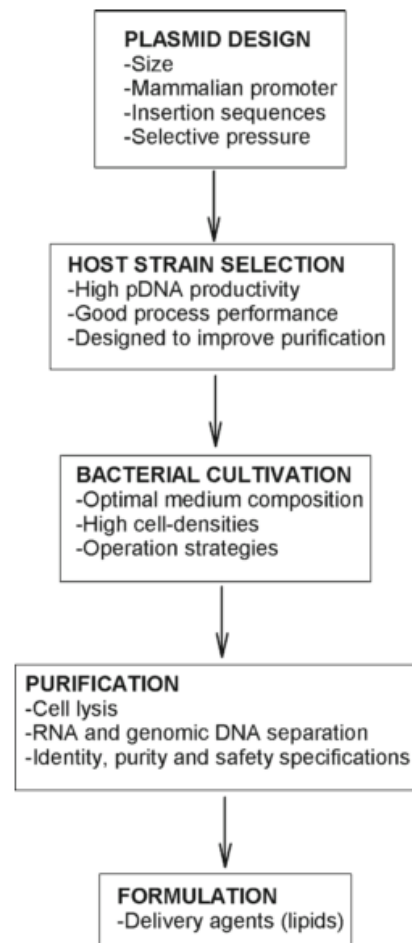 PLASMID DESIGN
-Size
-Mammalian promoter
-Insertion sequences
-Selective pressure
HOST STRAIN SELECTION
-High pDNA productivity
-Good process performance
-Designed to improve purification
BACTERIAL CULTIVATION
-Optimal medium composition
-High cell-densities
-Operation strategies
PURIFICATION
-Cell lysis
-RNA and genomic DNA separation
-Identity, purity and safety specifications
FORMULATION
-Delivery agents (lipids)